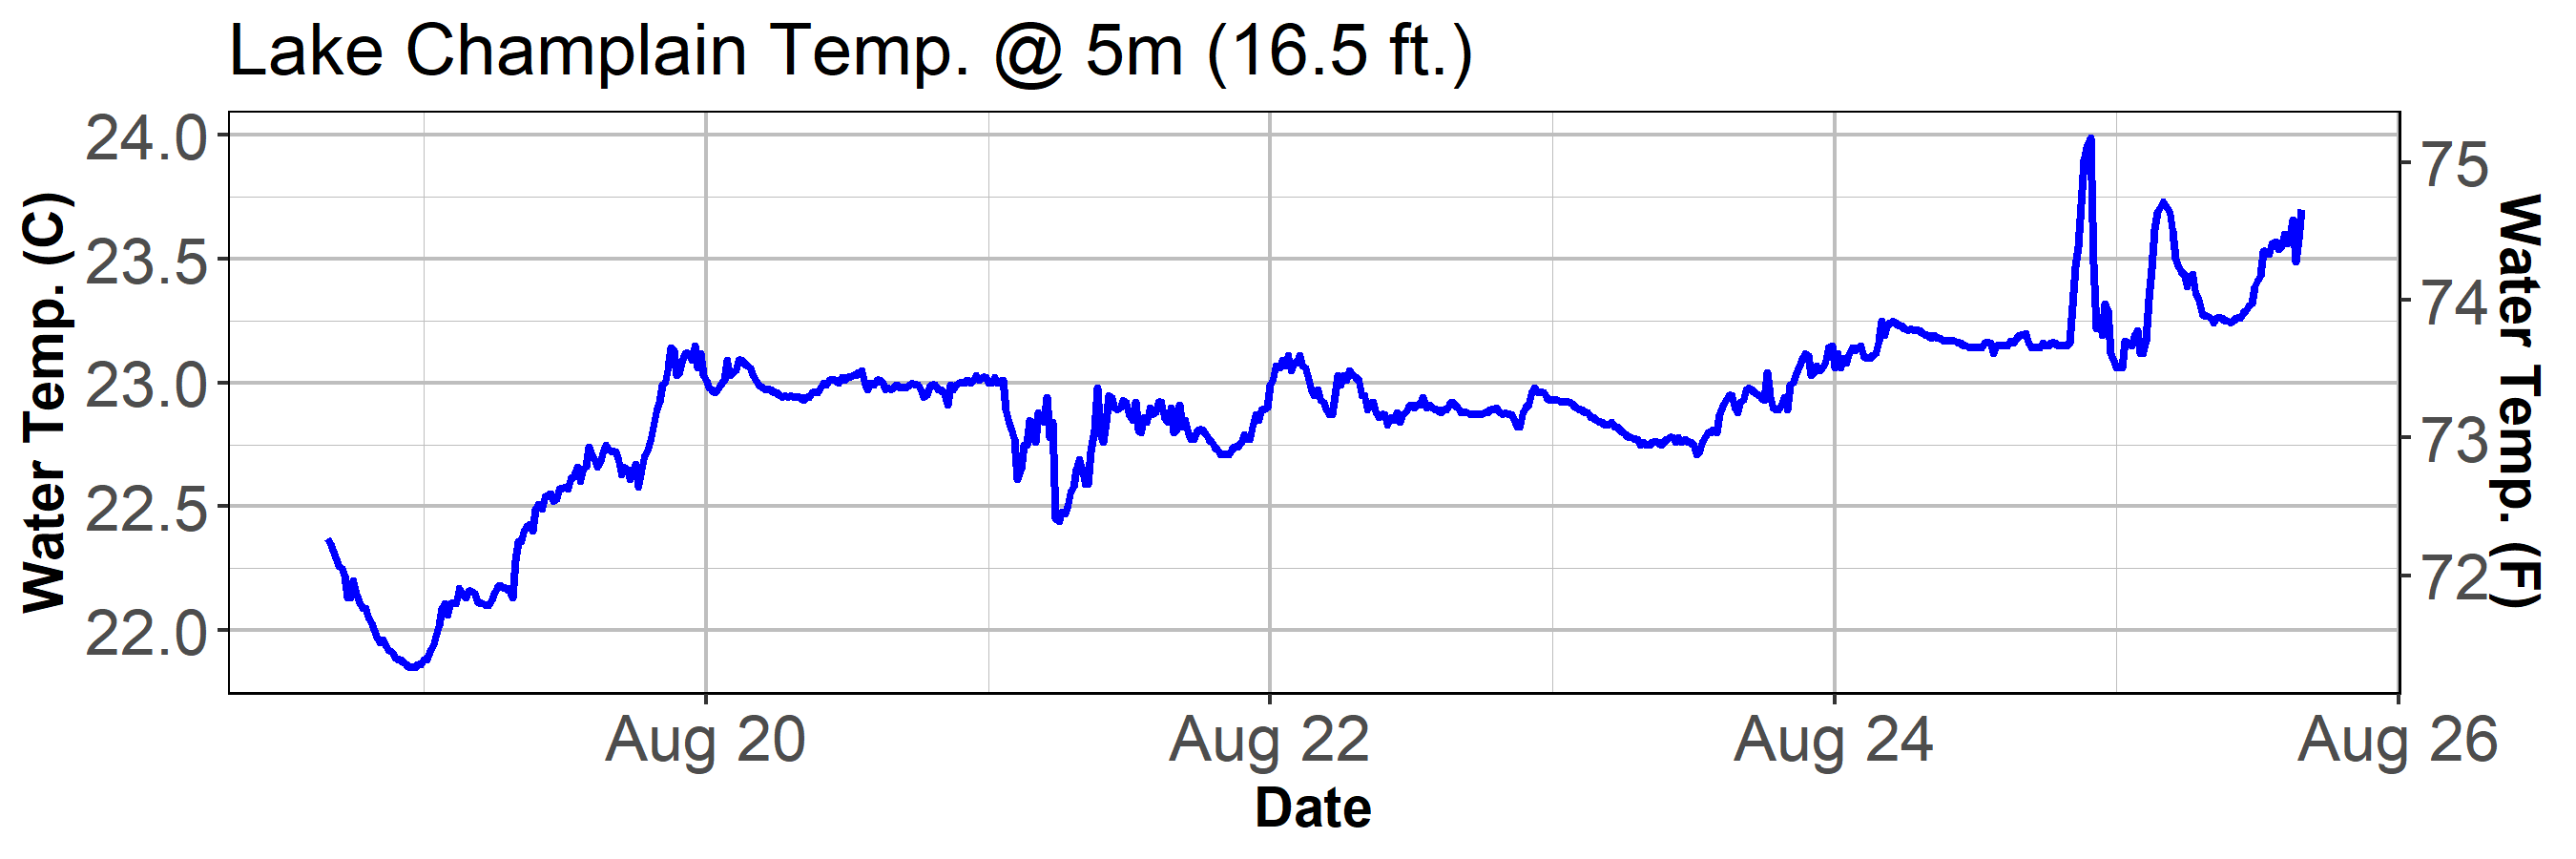 Lake Champlain Temp. @ 5m (16.5 ft.)
Water Temp. (C)
24.0
23.5
23.0
22.5
22.0
75
74
73
72
Water Temp. (F)
Aug 20
Aug 22
Aug 24
Aug 26
Date